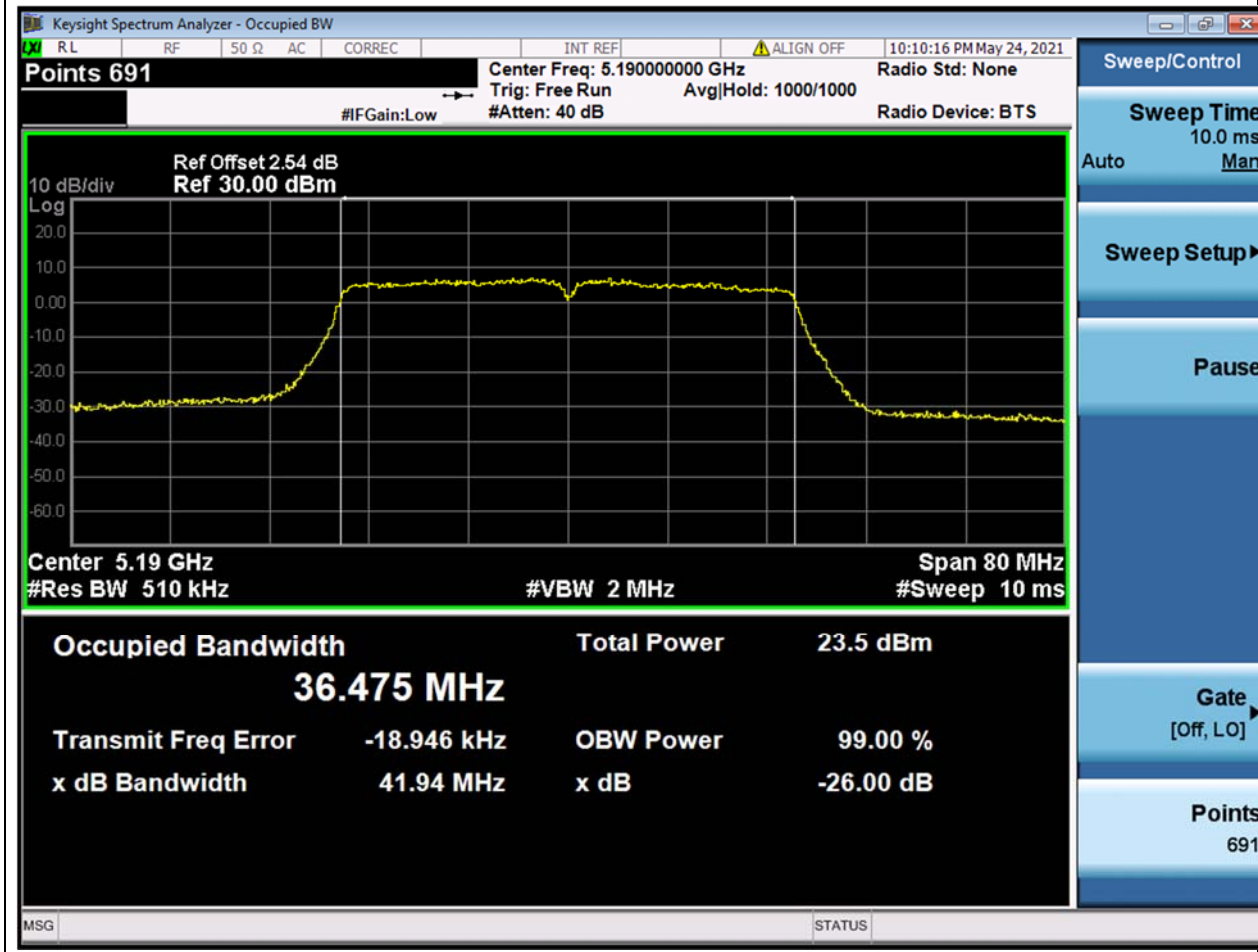 Keysight Spectrum Analyzer - Occupied BW
LXI RL RF 50 Ω AC CORREC INT REF ALIGN OFF 10:10:16 PM May 24, 2021
Points 691
Center Freq: 5.190000000 GHz Radio Std: None
Trig: Free Run Avg|Hold: 1000/1000
#IFGain:Low #Atten: 40 dB Radio Device: BTS
Ref Offset 2.54 dB
10 dB/div Ref 30.00 dBm
Log
20.0
10.0
0.00
-10.0
-20.0
-30.0
-40.0
-50.0
-60.0
Center 5.19 GHz Span 80 MHz
#Res BW 510 kHz #VBW 2 MHz #Sweep 10 ms
Occupied Bandwidth Total Power 23.5 dBm
36.475 MHz
Transmit Freq Error -18.946 kHz OBW Power 99.00 %
x dB Bandwidth 41.94 MHz x dB -26.00 dB
MSG STATUS
Sweep/Control
Sweep Time
10.0 ms
Auto Man
Sweep Setup
Pause
Gate
[Off, LO]
Points
691